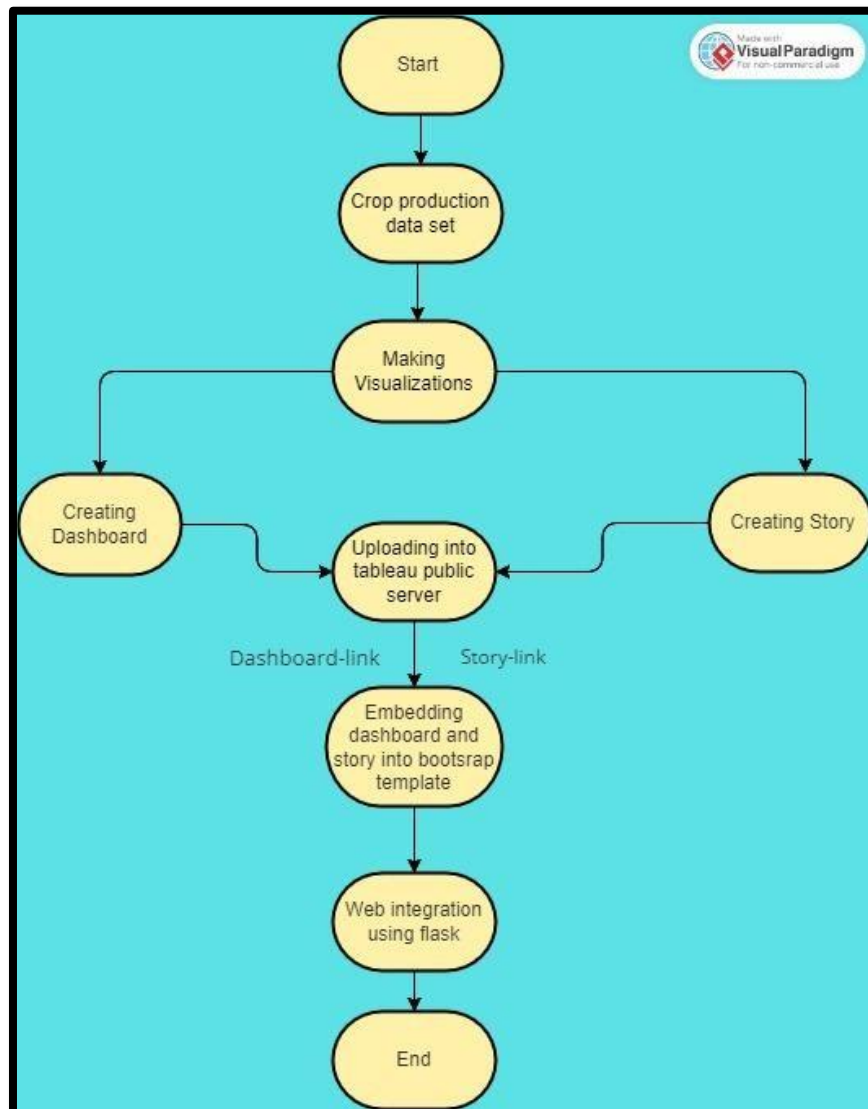 Made with
Visual Paradigm
For non-commercial use
Start
Crop production
data set
Making
Visualizations
Creating
Dashboard
Uploading into
tableau public
server
Creating Story
Dashboard-link
Story-link
Embedding
dashboard and
story into bootsrap
template
Web integration
using flask
End